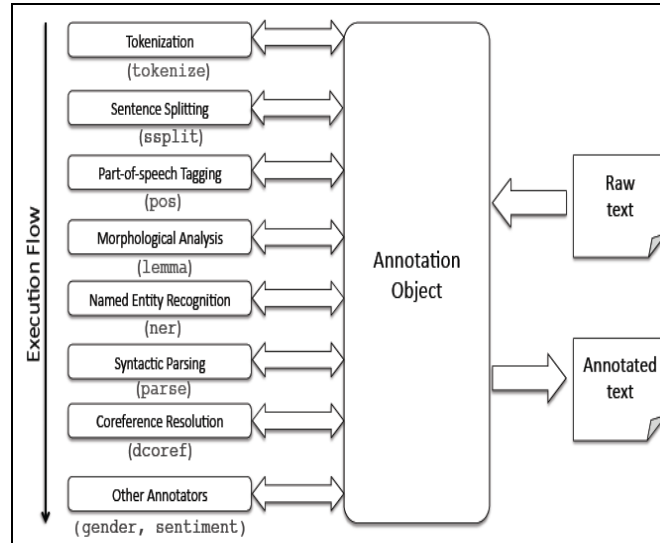 Execution Flow
Tokenization
(tokenize)
Sentence Splitting
(ssplit)
Part-of-speech Tagging
(pos)
Morphological Analysis
(lemma)
Named Entity Recognition
(ner)
Syntactic Parsing
(parse)
Coreference Resolution
(dcoref)
Other Annotators
(gender, sentiment)
Annotation
Object
Raw
text
Annotated
text